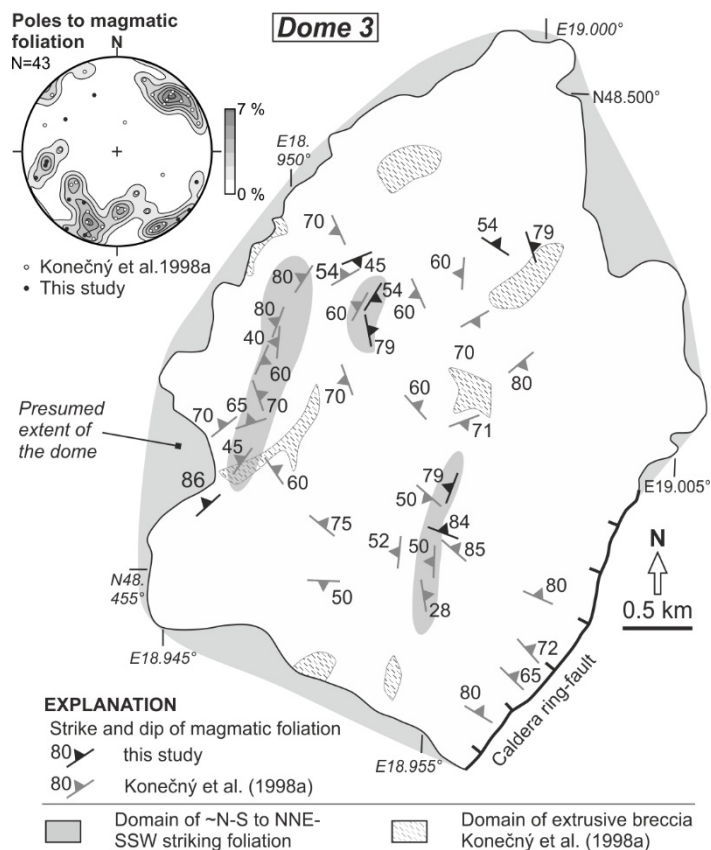 Poles to magmatic
foliation
N=43
N
7 %
0 %
Konečný et al.1998a
This study
Dome 3
E19.000°
N48.500°
E18.
950°
70
54
79
54
45
60
80
54
60
60
80
79
40
70
60
80
70
60
65
70
70
71
45
Presumed
extent of
the dome
86
60
79
50
E19.005°
84
75
52
50
85
N
0.5 km
N48.
455°
50
28
80
E18.945°
72
65
80
Caldera ring-fault
E18.955°
EXPLANATION
Strike and dip of magmatic foliation
80 this study
80 Konečný et al. (1998a)
Domain of ~N-S to NNE-
SSW striking foliation
Domain of extrusive breccia
Konečný et al. (1998a)